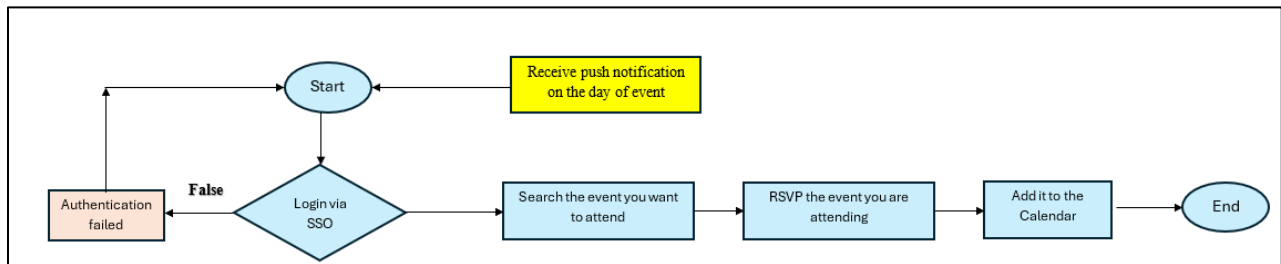 Receive push notification
on the day of event
Start
False
Authentication
failed
Login via
SSO
Search the event you want
to attend
RSVP the event you are
attending
Add it to the
Calendar
End